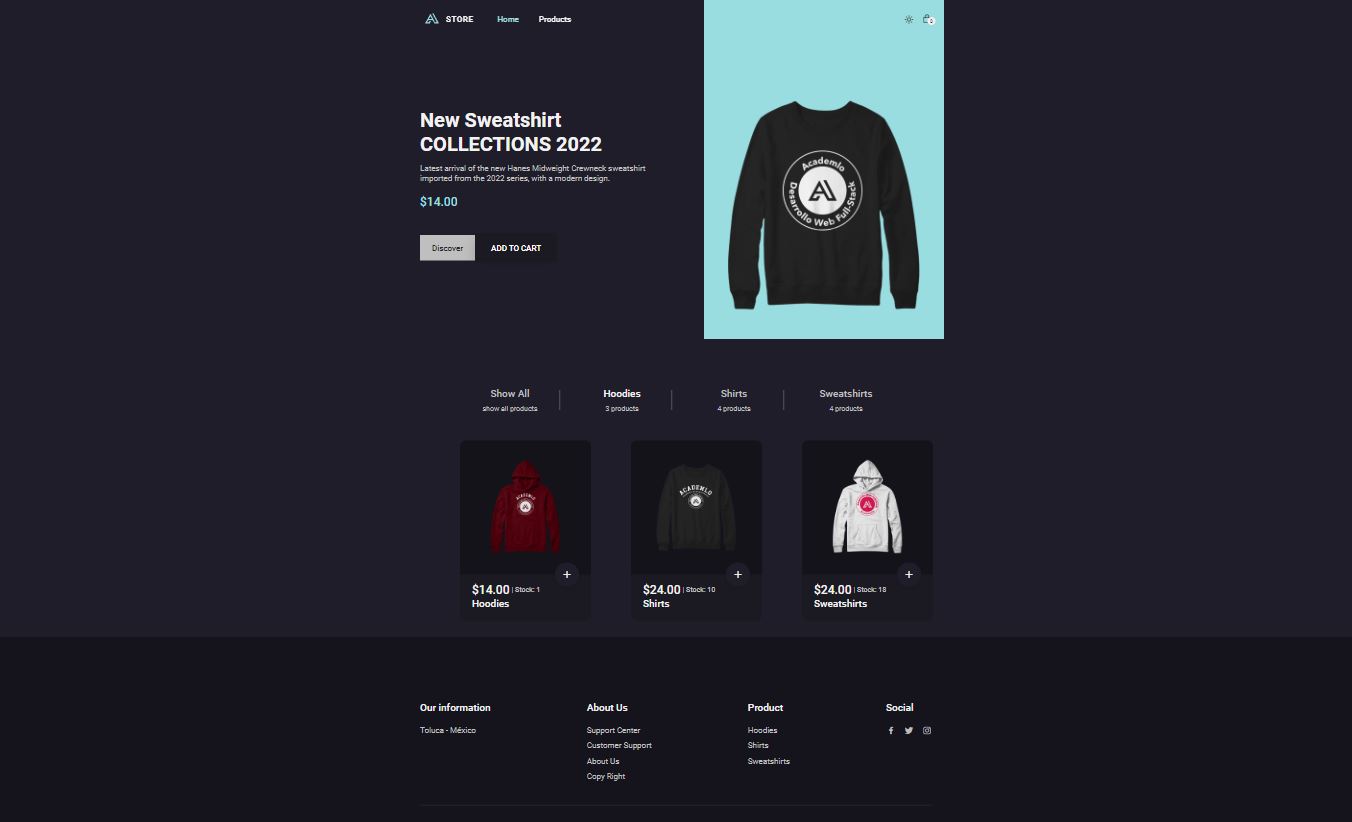 STORE
Home
Products
0
New Sweatshirt
COLLECTIONS 2022
Latest arrival of the new Hanes Midweight Crewneck sweatshirt
imported from the 2022 series, with a modern design.
$14.00
Discover
ADD TO CART
Academlo
Desarrollo Web Full-Stack
Show All
show all products
Hoodies
3 products
Shirts
4 products
Sweatshirts
4 products
ACADEMLO
ACADEMLO
+
+
+
$14.00 | Stock: 1
Hoodies
$24.00 | Stock: 10
Shirts
$24.00 | Stock: 18
Sweatshirts
Our information
Toluca - México
About Us
Support Center
Customer Support
About Us
Copy Right
Product
Hoodies
Shirts
Sweatshirts
Social